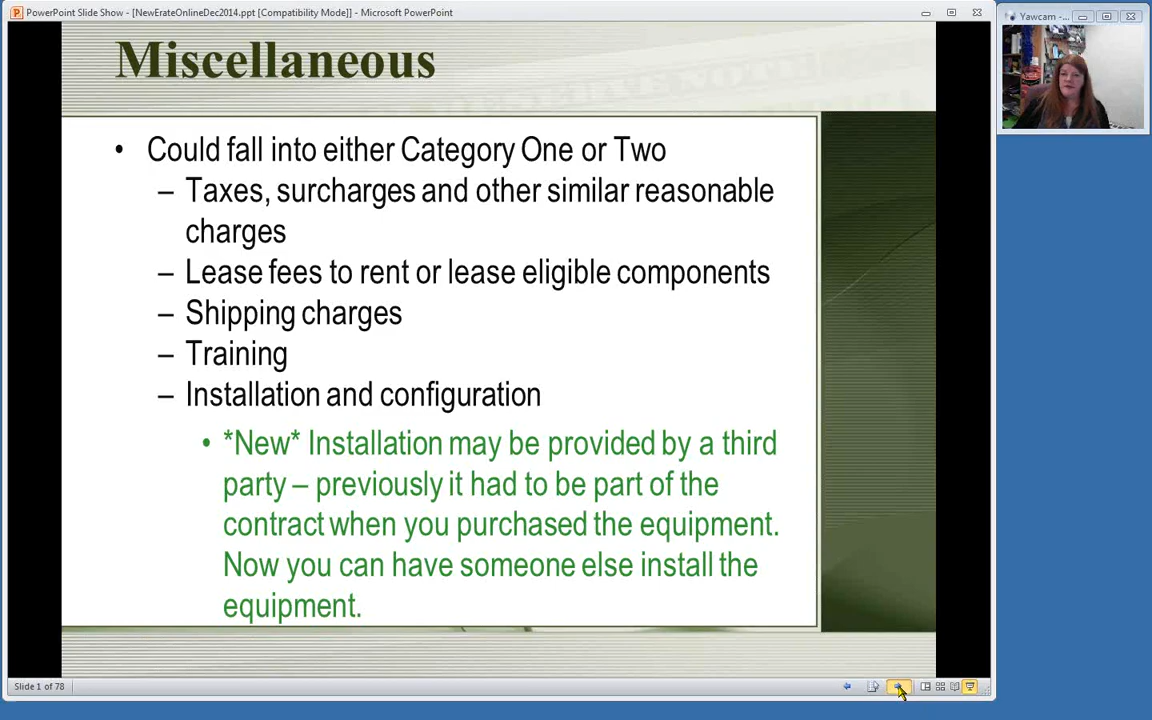 PowerPoint Slide Show - [NewErateOnlineDec2014.ppt [Compatibility Mode]] - Microsoft PowerPoint
Yawcam -...
Miscellaneous
• Could fall into either Category One or Two
– Taxes, surcharges and other similar reasonable
charges
– Lease fees to rent or lease eligible components
– Shipping charges
– Training
– Installation and configuration
• *New* Installation may be provided by a third
party – previously it had to be part of the
contract when you purchased the equipment.
Now you can have someone else install the
equipment.
Slide 1 of 78